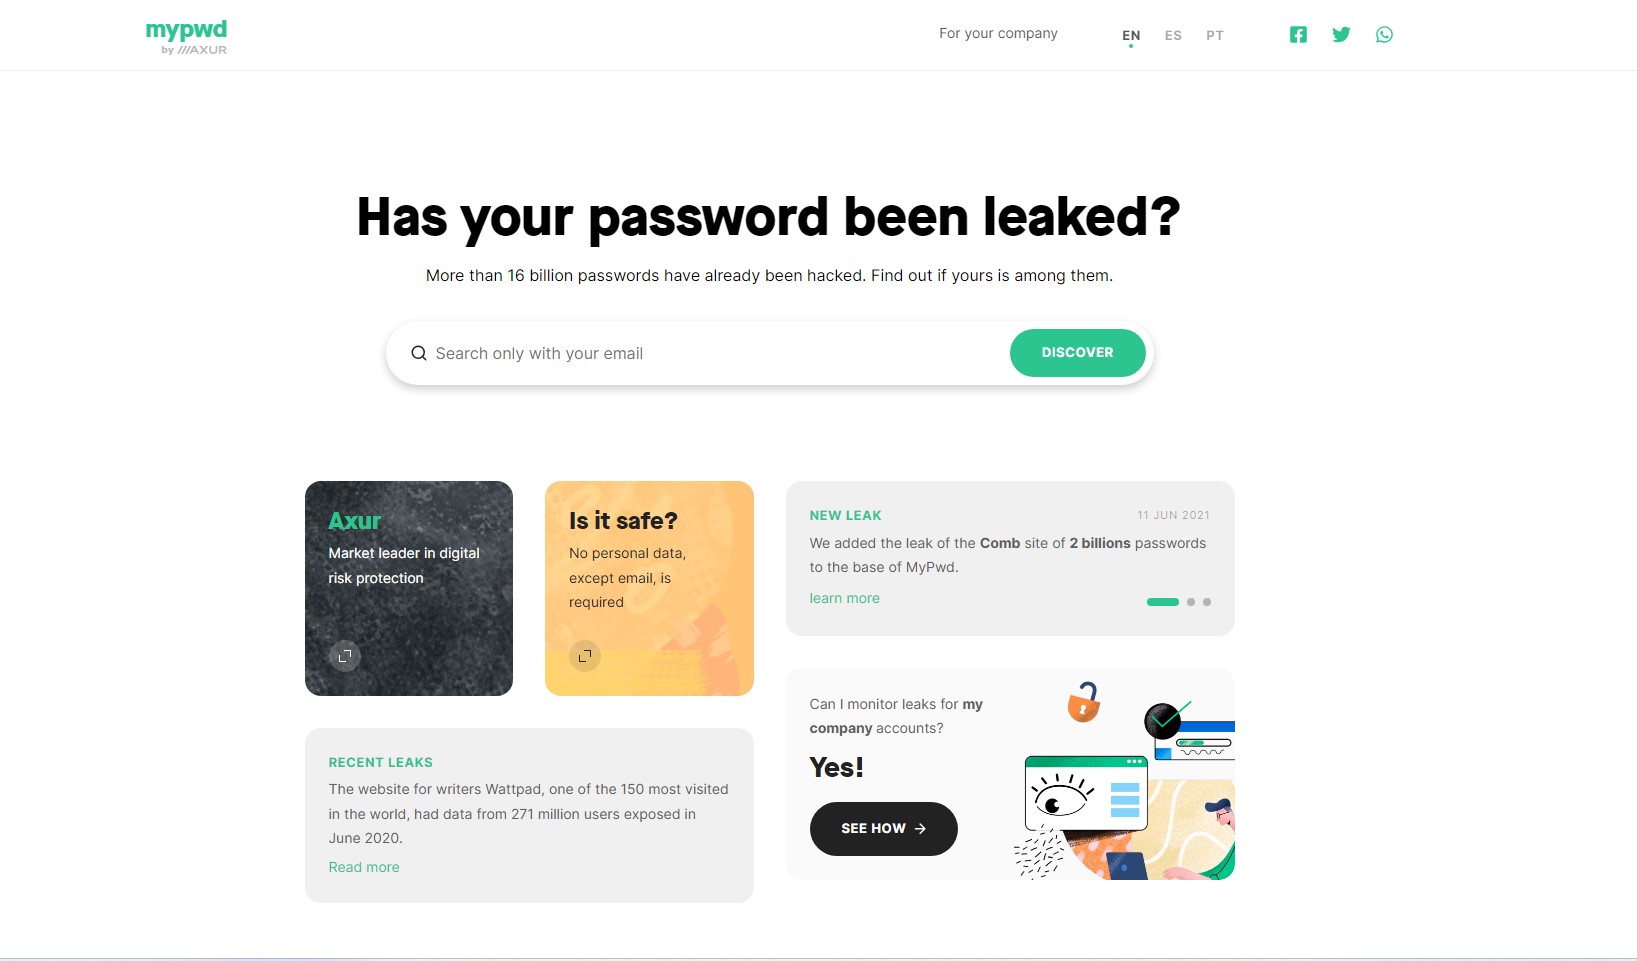 mypwd
by ///AXUR
For your company
EN ES PT
Has your password been leaked?
More than 16 billion passwords have already been hacked. Find out if yours is among them.
Search only with your email
DISCOVER
Axur
Market leader in digital
risk protection
Is it safe?
No personal data,
except email, is
required
NEW LEAK
11 JUN 2021
We added the leak of the Comb site of 2 billions passwords
to the base of MyPwd.
learn more
RECENT LEAKS
The website for writers Wattpad, one of the 150 most visited
in the world, had data from 271 million users exposed in
June 2020.
Read more
Can I monitor leaks for my
company accounts?
Yes!
SEE HOW →